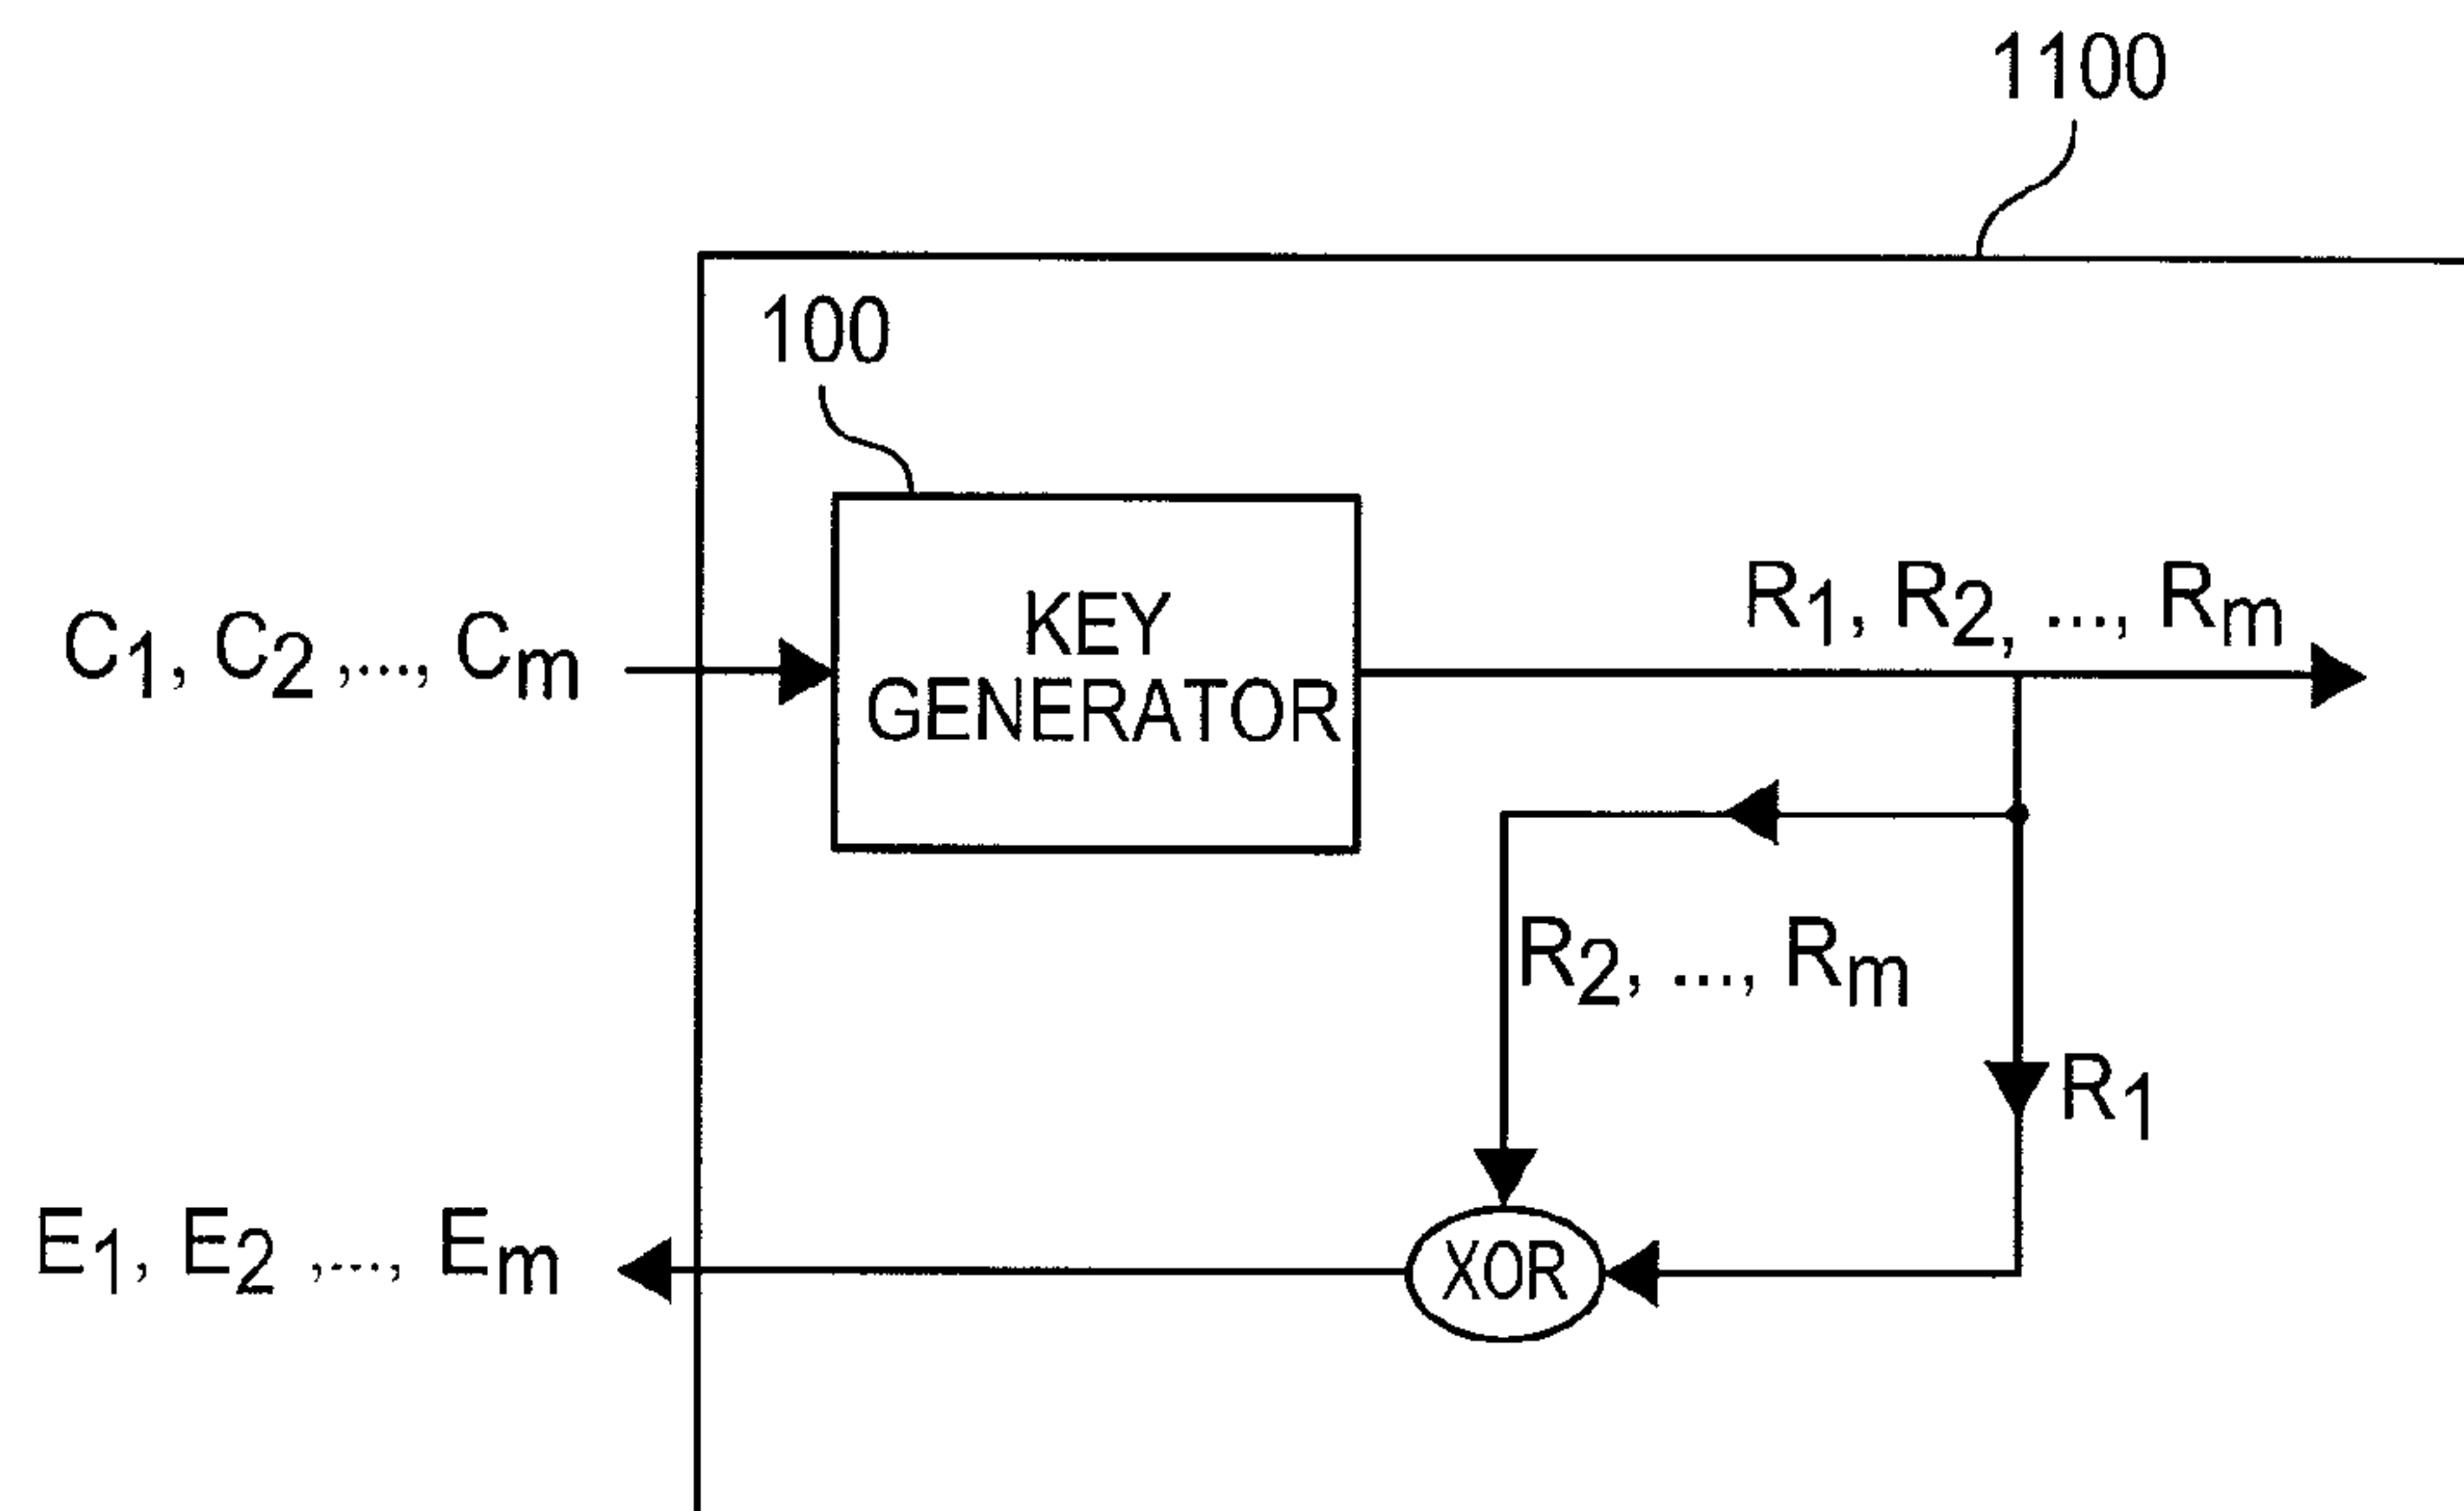 1100
100
KEY
GENERATOR
C1, C2 ,..., Cm
R1, R2, ..., Rm
R2, ..., Rm
R1
XOR
E1, E2 ,..., Em